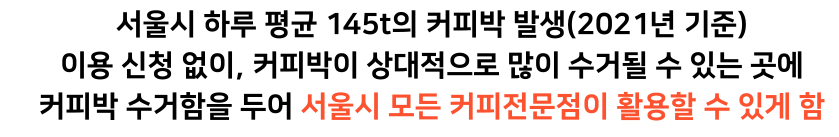 서울시 하루 평균 145t의 커피박 발생(2021년 기준)
이용 신청 없이, 커피박이 상대적으로 많이 수거될 수 있는 곳에
커피박 수거함을 두어 서울시 모든 커피전문점이 활용할 수 있게 함